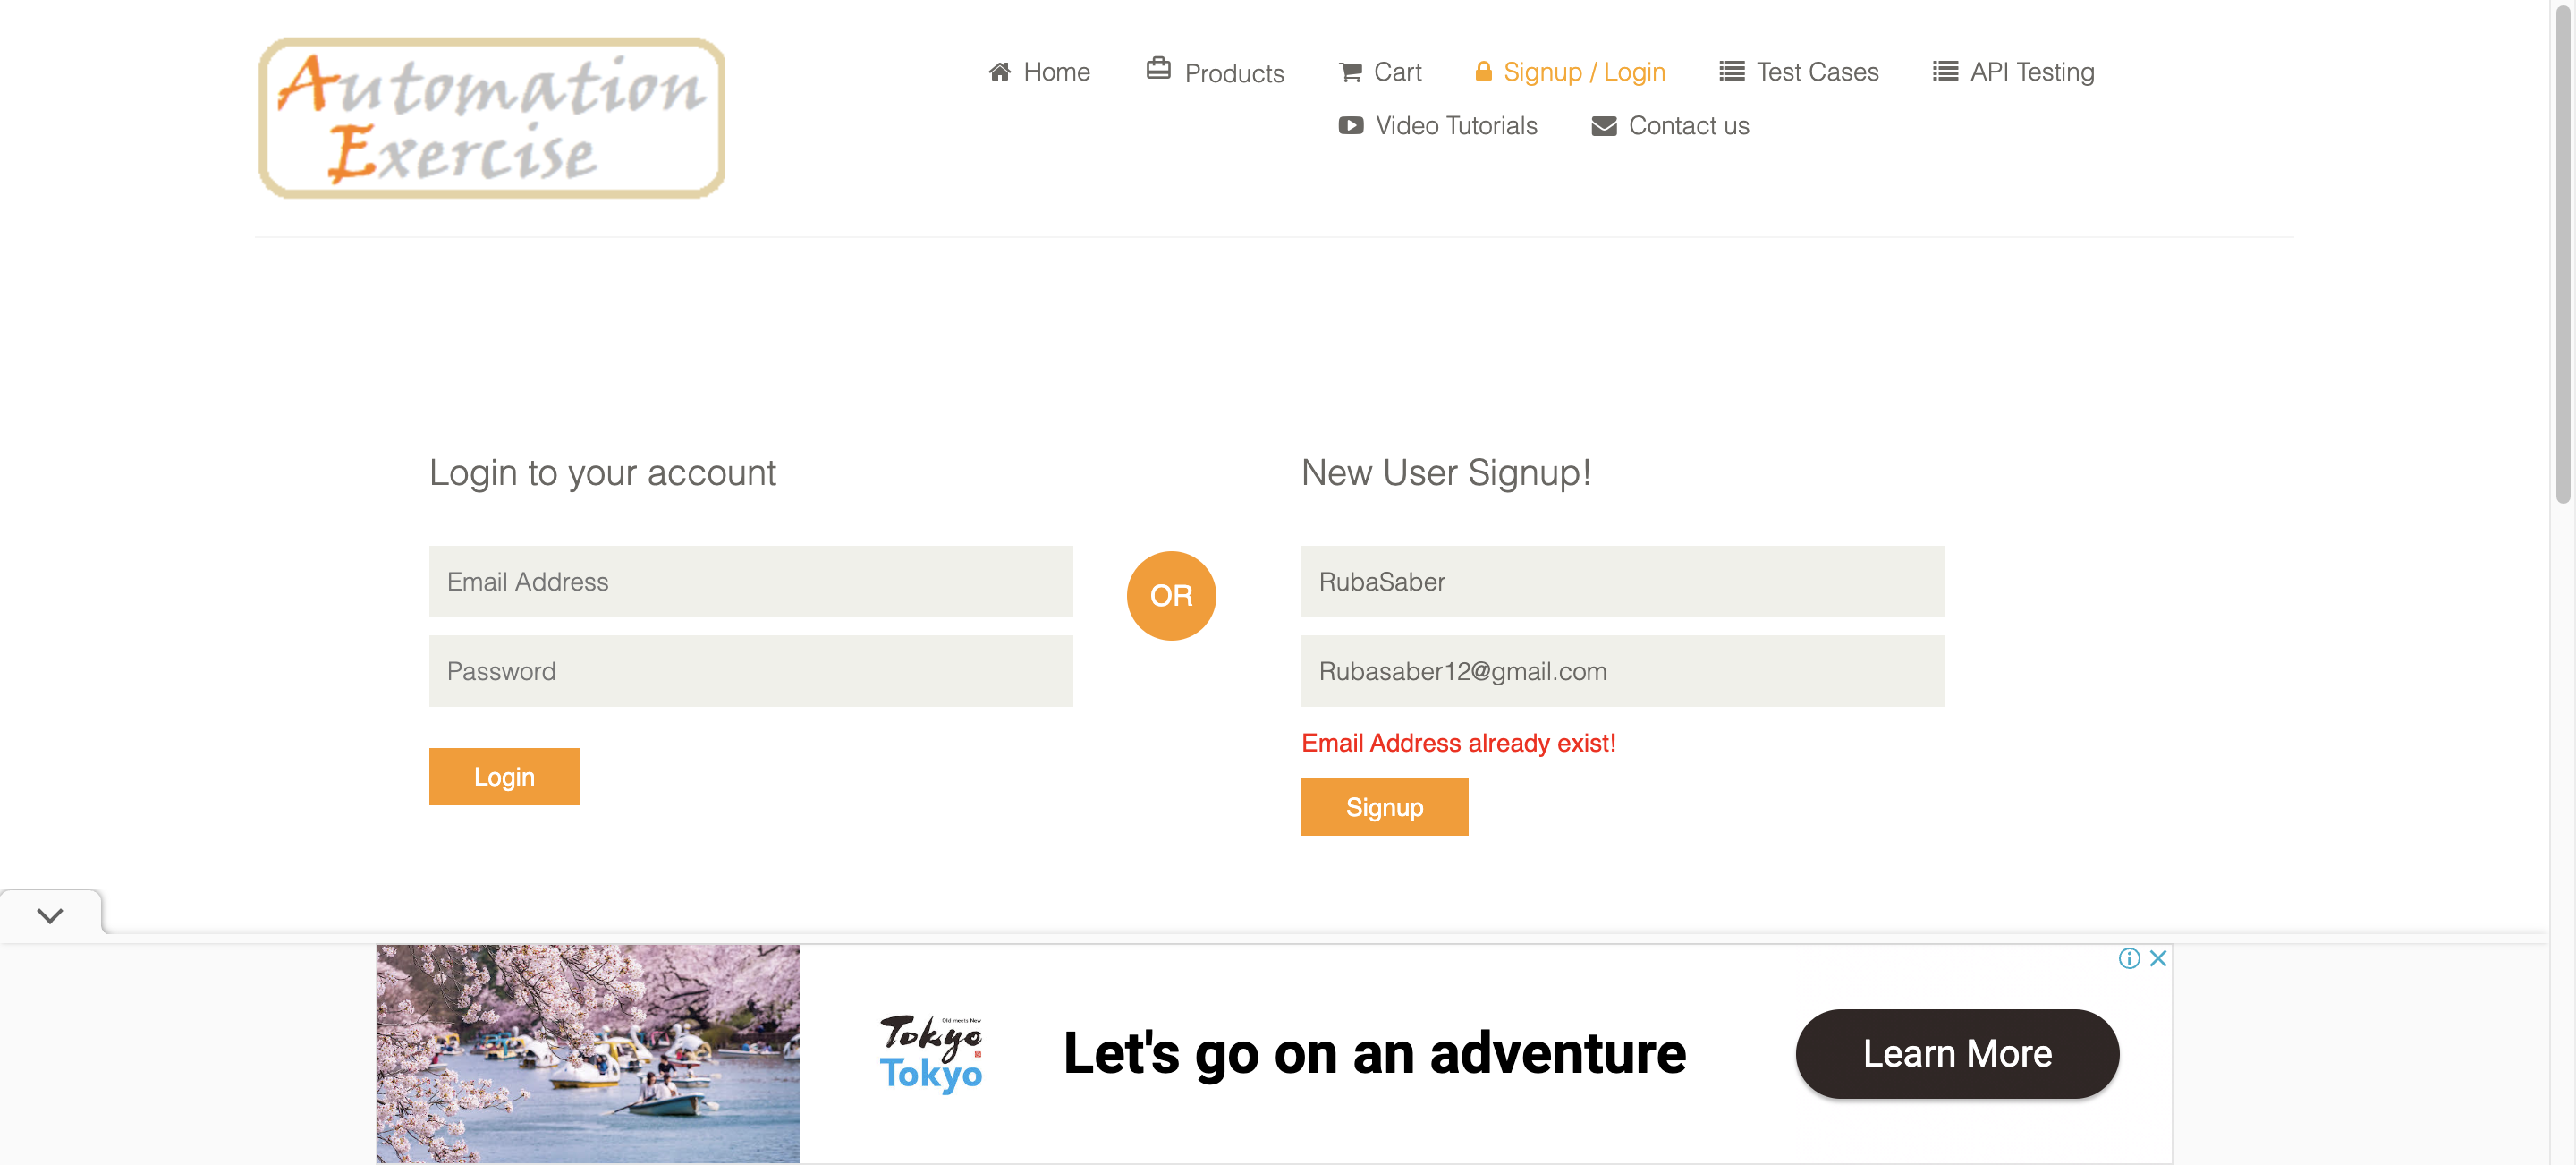 Automation
Exercise
Home
Products
Cart
Signup / Login
Test Cases
API Testing
Video Tutorials
Contact us
Login to your account
Email Address
Password
Login
OR
New User Signup!
RubaSaber
Rubasaber12@gmail.com
Email Address already exist!
Signup
Old meets New
Tokyo
Tokyo
Let's go on an adventure
Learn More